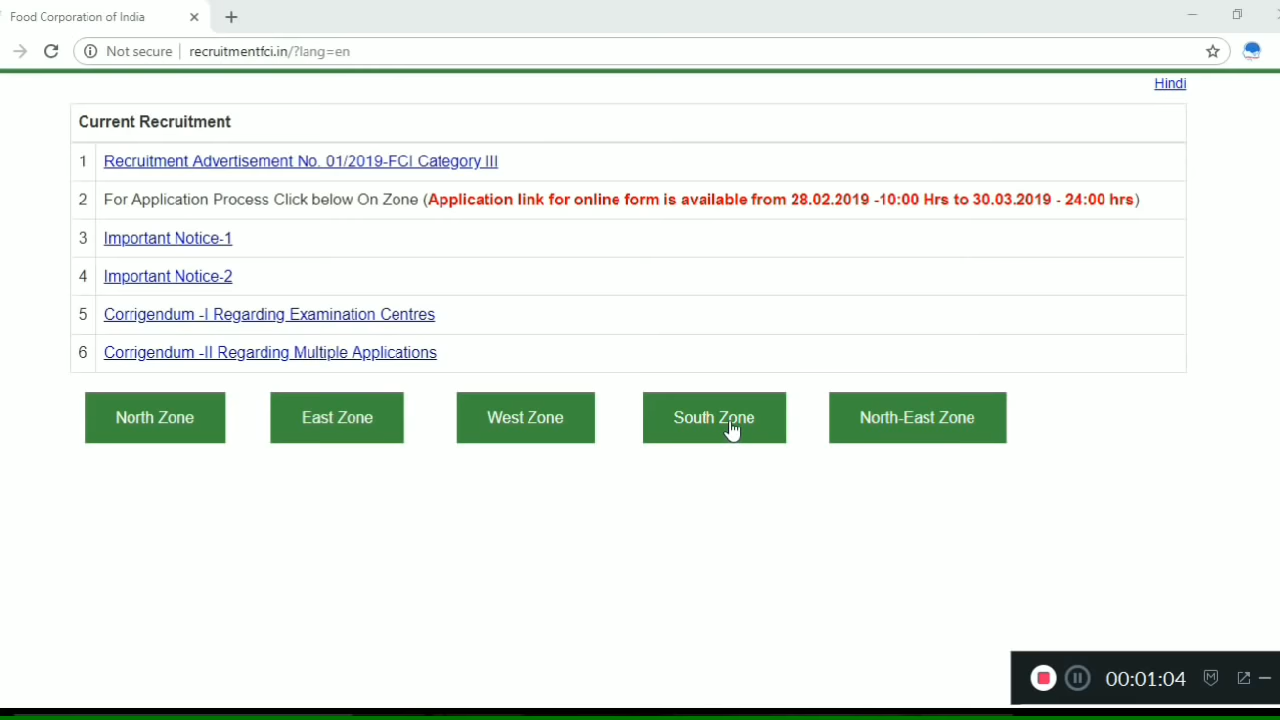 Food Corporation of India
Not secure | recruitmentfci.in/?lang=en
Hindi
Current Recruitment
1 Recruitment Advertisement No. 01/2019-FCI Category III
2 For Application Process Click below On Zone (Application link for online form is available from 28.02.2019 -10:00 Hrs to 30.03.2019 - 24:00 hrs)
3 Important Notice-1
4 Important Notice-2
5 Corrigendum -I Regarding Examination Centres
6 Corrigendum -II Regarding Multiple Applications
North Zone East Zone West Zone South Zone North-East Zone
00:01:04